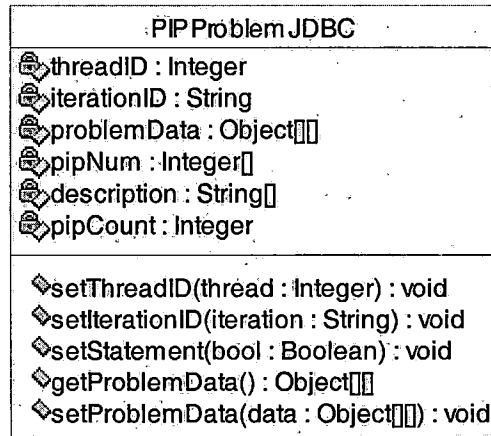 PIPProblemJDBC
threadID : Integer
iterationID : String
problemData : Object[][]
pipNum : Integer[]
description : String[]
pipCount : Integer
setThreadID(thread : Integer) : void
setIterationID(iteration : String) : void
setStatement(bool : Boolean) : void
getProblemData() : Object[][]
setProblemData(data : Object[][]) : void